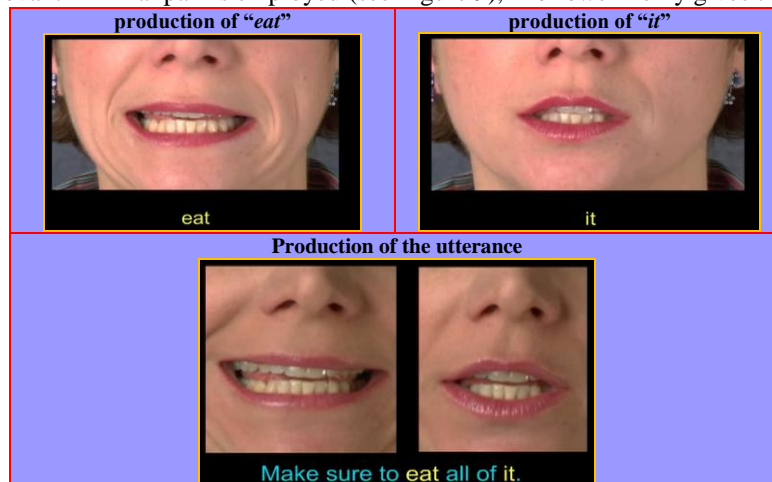 production of “eat”
production of “it”
eat
it
Production of the utterance
Make sure to eat all of it.